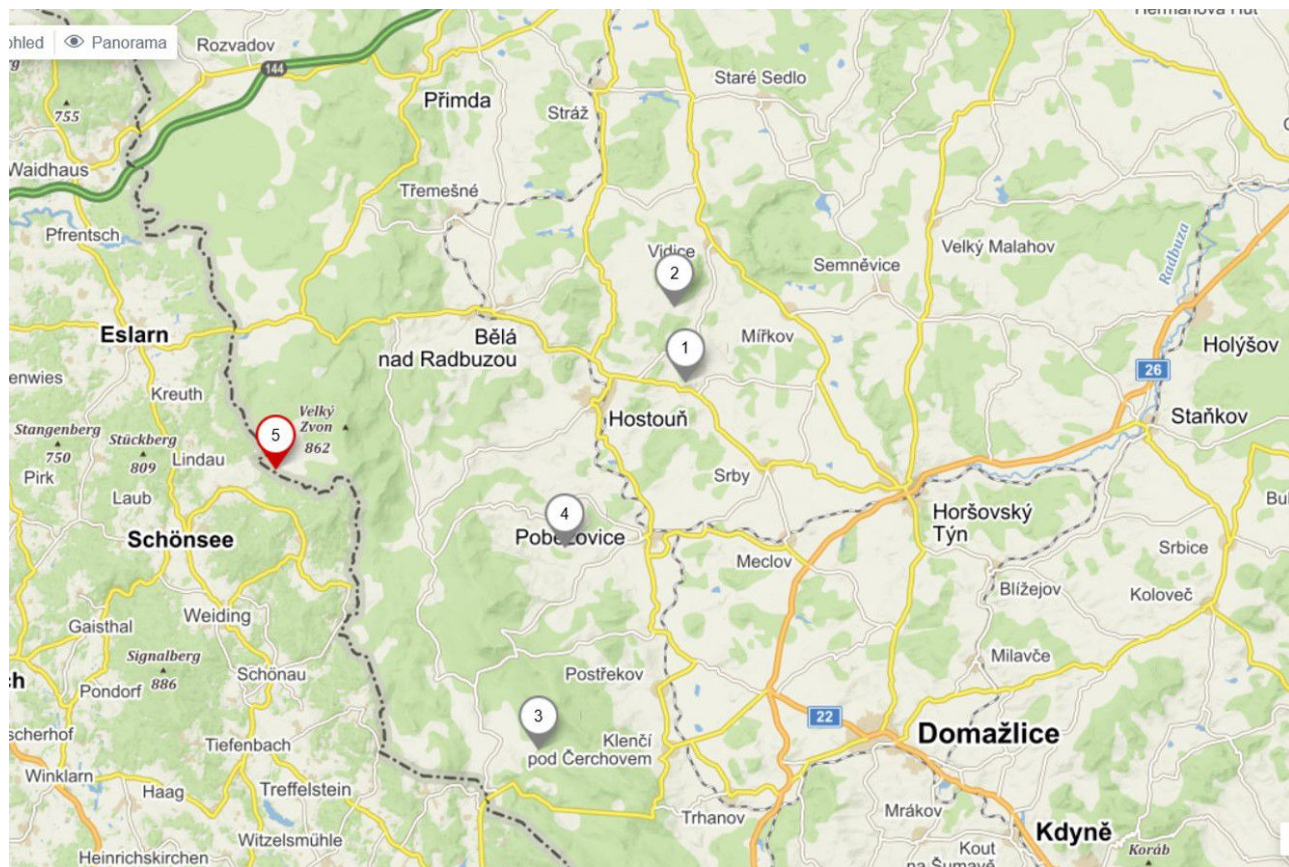 ohled
Panorama
Rozvadov
144
Přimda
Stráž
Staré Sedlo
755
Waidhaus
Třemešné
Pfrentsch
Vidice
2
Semněvice
Velký Malahov
Radbuza
Eslarn
Bělá
nad Radbuzou
1
Mířkov
Holýšov
26
enwies
Kreuth
Velký
Zvon
862
Hostouň
Staňkov
Stangenberg
750
Stückberg
809
Lindau
5
Pirk
Laub
Srby
Horšovský
Týn
Schönsee
4
Meclov
Srbice
Blížejov
Koloveč
Weiding
Gaisthal
Signalberg
886
Schönau
Postřekov
Milavče
Pondorf
3
22
Domažlice
scherhof
Tiefenbach
Klenčí
pod Čerchovem
Winklarn
Haag
Treffelstein
Trhanov
Mrákov
Kdyně
Witzelsmühle
Heinrichskirchen
Kout
na Šumavě
Koráb